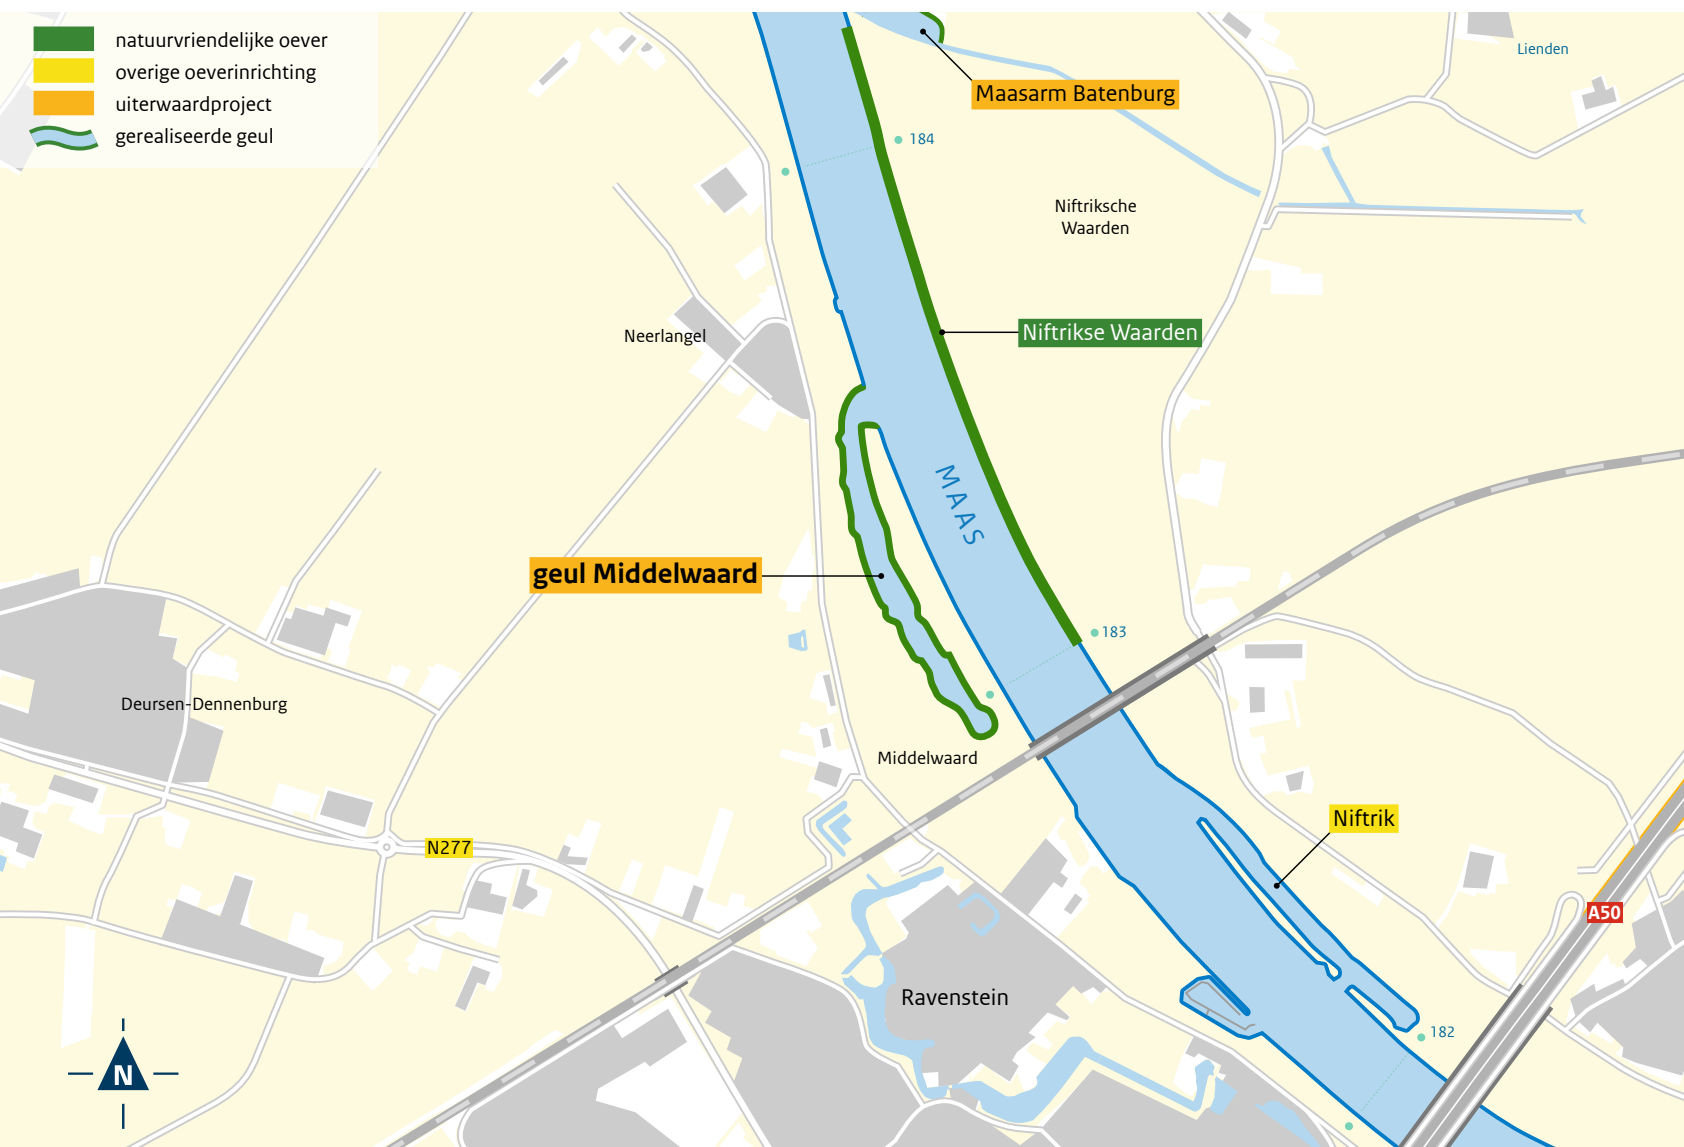 natuurvriendelijke oever
overige oeverinrichting
uiterwaardproject
gerealiseerde geul
Lienden
Maasarm Batenburg
184
Niftriksche
Waarden
Niftrikse Waarden
Neerlangel
MAAS
geul Middelwaard
183
Deursen-Dennenburg
Middelwaard
Niftrik
N277
A50
Ravenstein
182
N